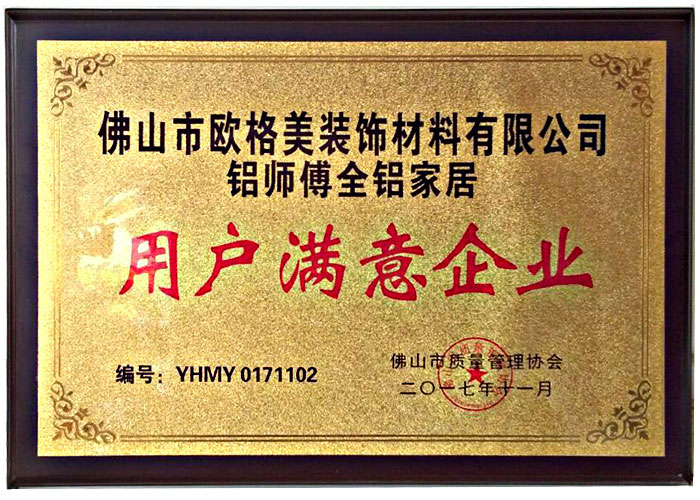 佛山市欧格美装饰材料有限公司
铝师傅全铝家居
用户满意企业
编号：YHMY 0171102
佛山市质量管理协会
二〇一七年十一月